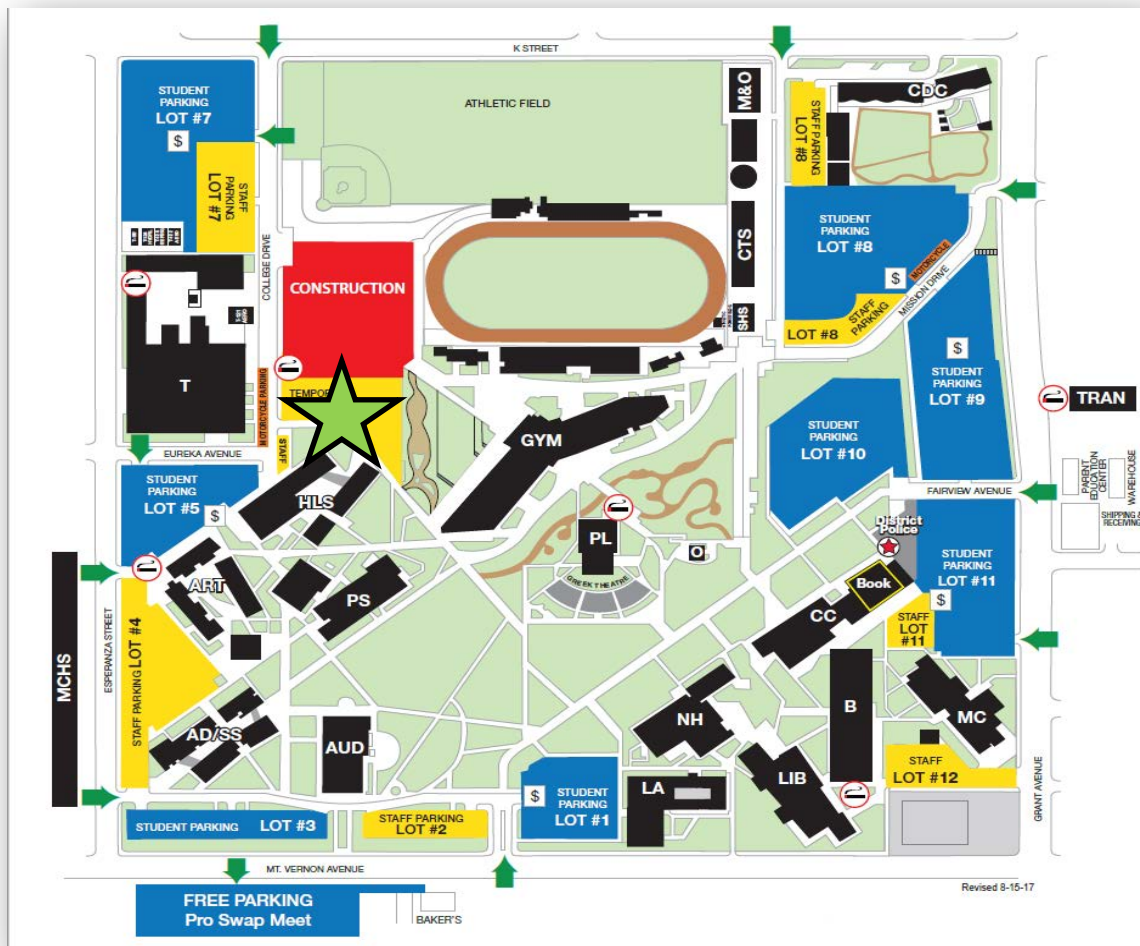 K STREET
STUDENT
PARKING
LOT #7
$
STAFF
PARKING
LOT #7
COLLEGE DRIVE
ATHLETIC FIELD
M&O
STAFF PARKING
LOT #8
CDC
STUDENT
PARKING
LOT #8
$
MOTORCYCLE
MISSION DRIVE
STAFF
PARKING
LOT #8
CTS
SHS
CONSTRUCTION
T
MOTORCYCLE PARKING
STAFF
EUREKA AVENUE
GYM
$
STUDENT
PARKING
LOT #9
TRAN
STUDENT
PARKING
LOT #10
FAIRVIEW AVENUE
PARENT
EDUCATION
CENTER
WAREHOUSE
SHIPPING &
RECEIVING
STUDENT
PARKING
LOT #5
$
HLS
PL
GREEK THEATRE
O
District
Police
STUDENT
PARKING
LOT #11
$
Book
CC
STAFF
LOT
#11
ART
PS
MCHS
ESPERANZA STREET
STAFF PARKING LOT #4
AD/SS
AUD
NH
B
MC
LIB
LA
STAFF
LOT #12
GRANT AVENUE
$
STUDENT
PARKING
LOT #1
STUDENT PARKING LOT #3
STAFF PARKING
LOT #2
MT. VERNON AVENUE
Revised 8-15-17
FREE PARKING
Pro Swap Meet
BAKER'S